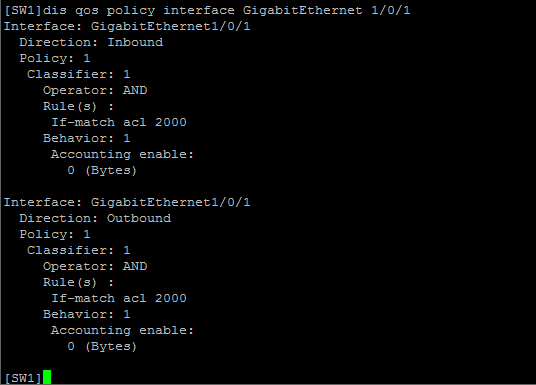 [SW1]dis qos policy interface GigabitEthernet 1/0/1
Interface: GigabitEthernet1/0/1
Direction: Inbound
Policy: 1
Classifier: 1
Operator: AND
Rule(s) :
If-match acl 2000
Behavior: 1
Accounting enable:
0 (Bytes)
Interface: GigabitEthernet1/0/1
Direction: Outbound
Policy: 1
Classifier: 1
Operator: AND
Rule(s) :
If-match acl 2000
Behavior: 1
Accounting enable:
0 (Bytes)
[SW1]